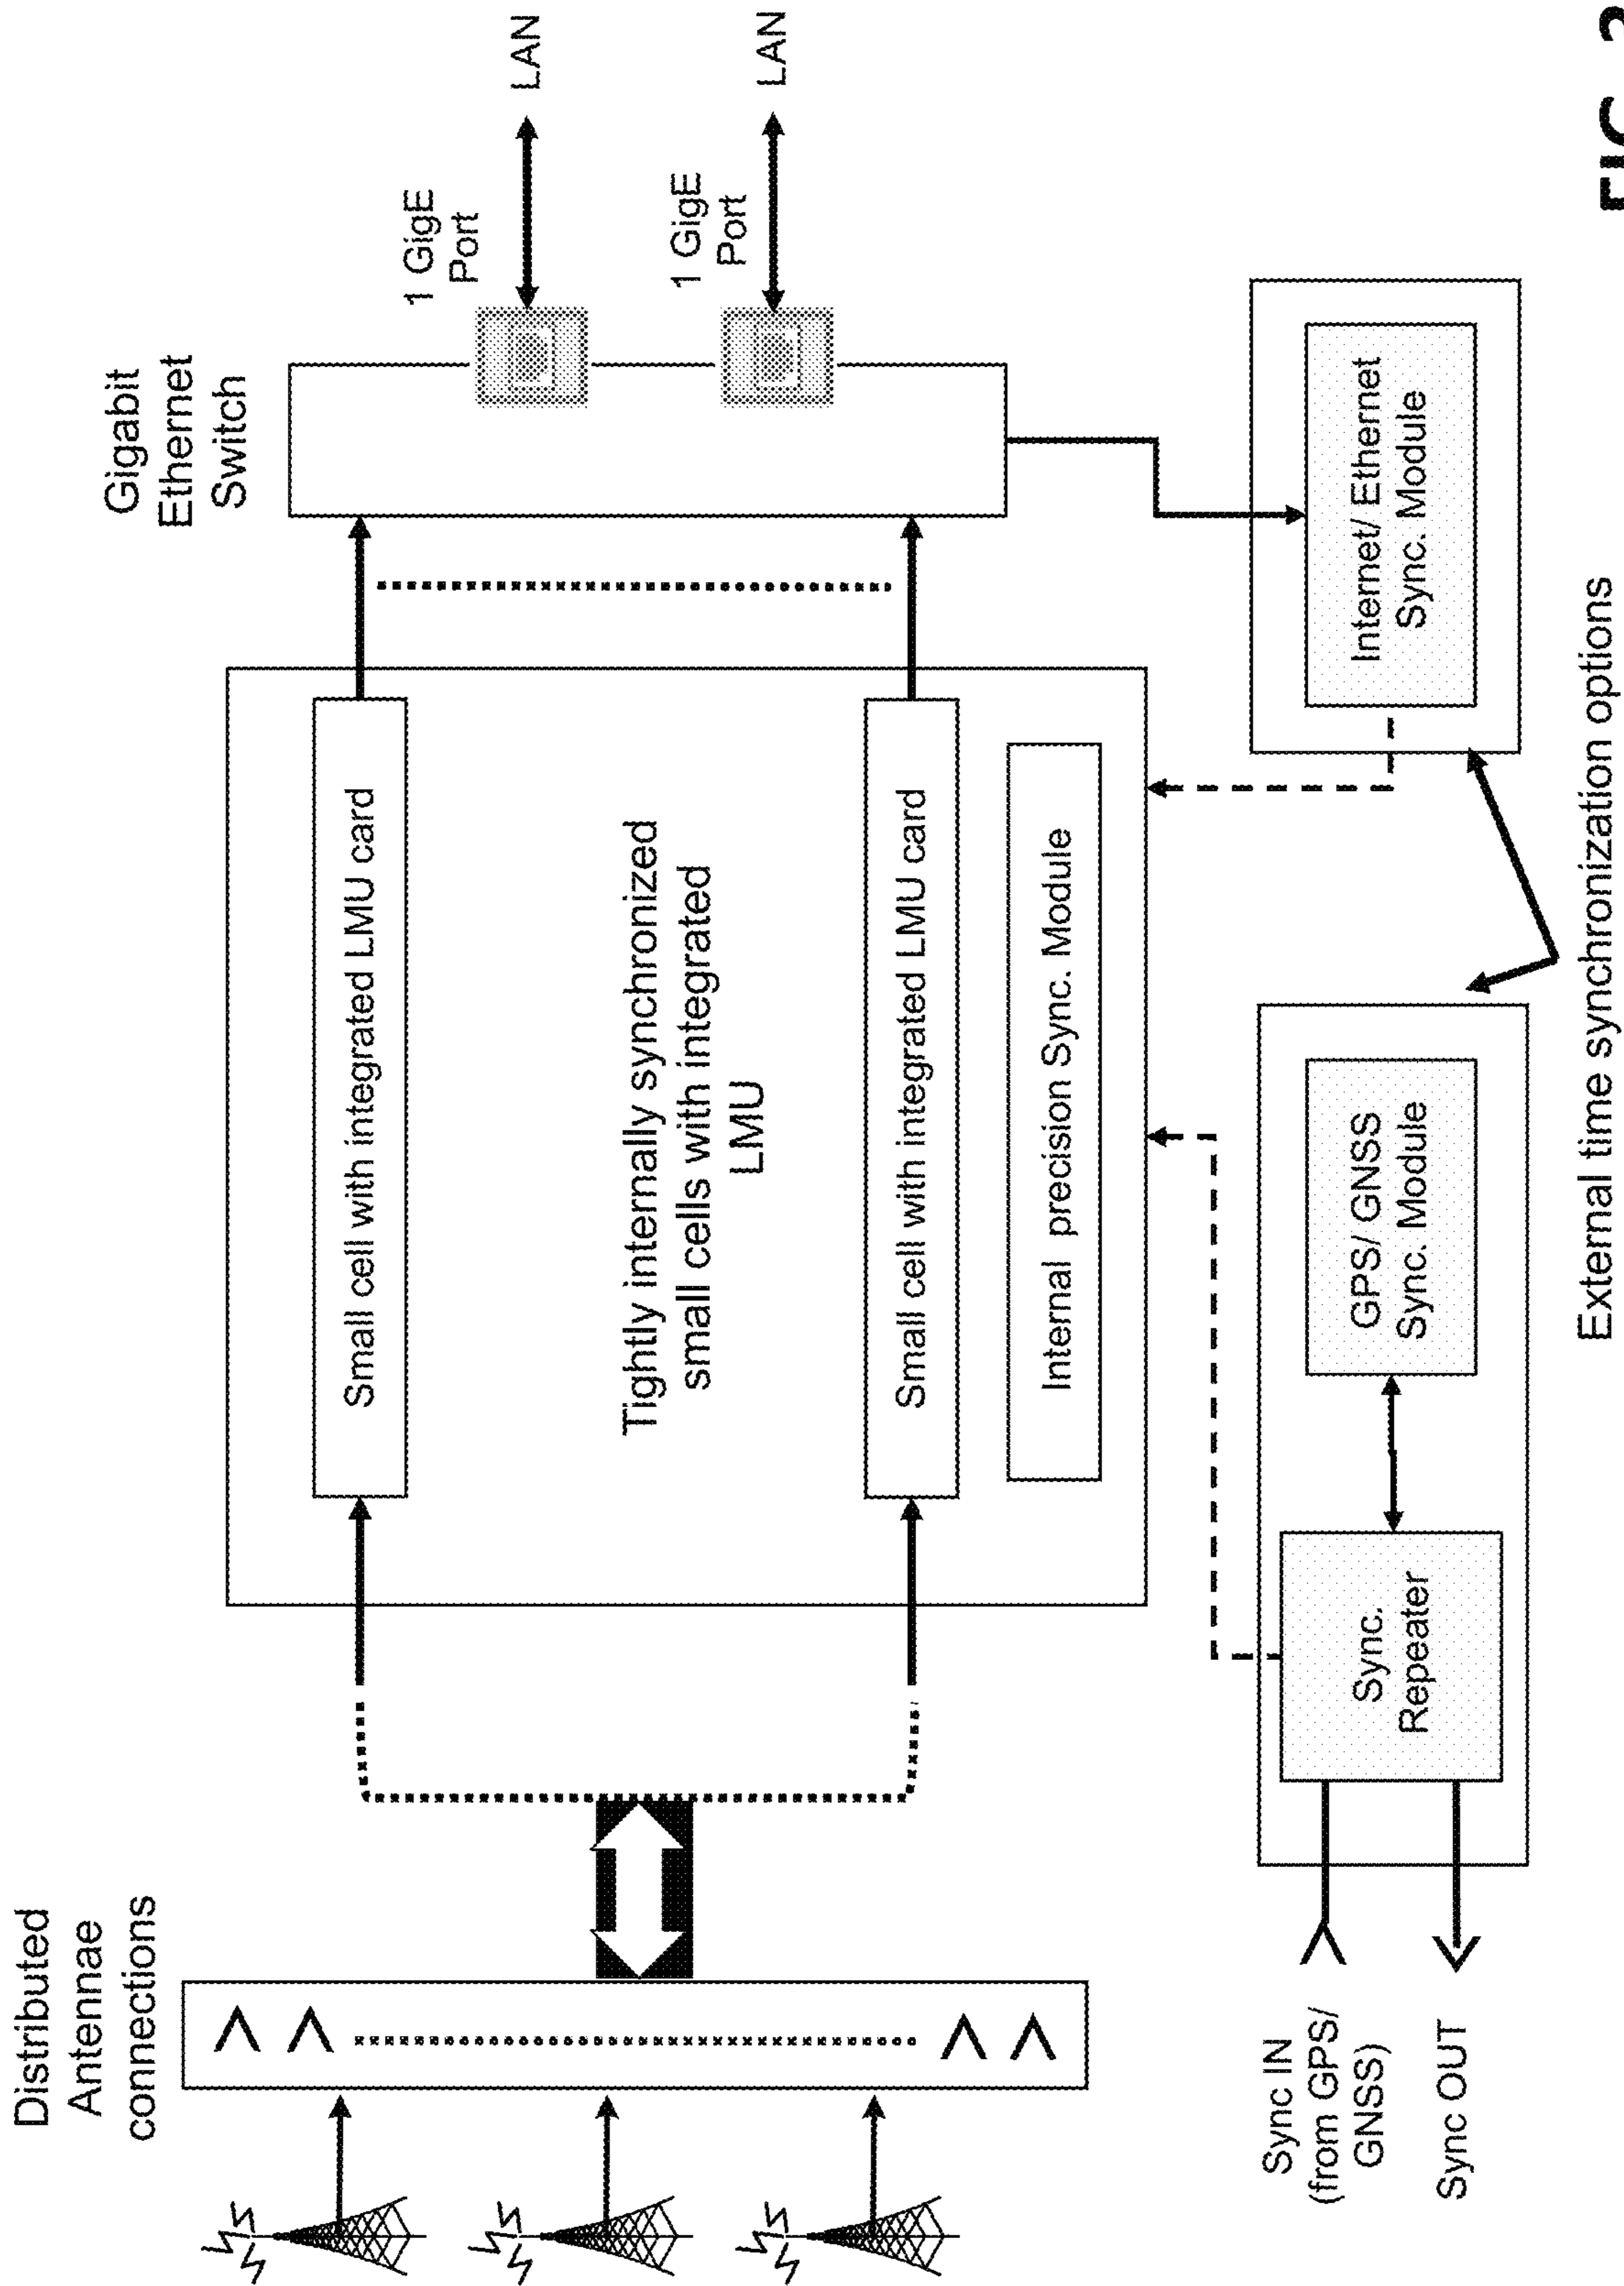 Distributed
Antennae
connections
Gigabit
Ethernet
Switch
Small cell with integrated LMU card
1 GigE
Port
LAN
Tightly internally synchronized
small cells with integrated
LMU
1 GigE
Port
LAN
Small cell with integrated LMU card
Internal precision Sync. Module
Sync IN
(from GPS/
GNSS)
Sync OUT
Sync.
Repeater
GPS/ GNSS
Sync. Module
Internet/ Ethernet
Sync. Module
External time synchronization options
FIG.